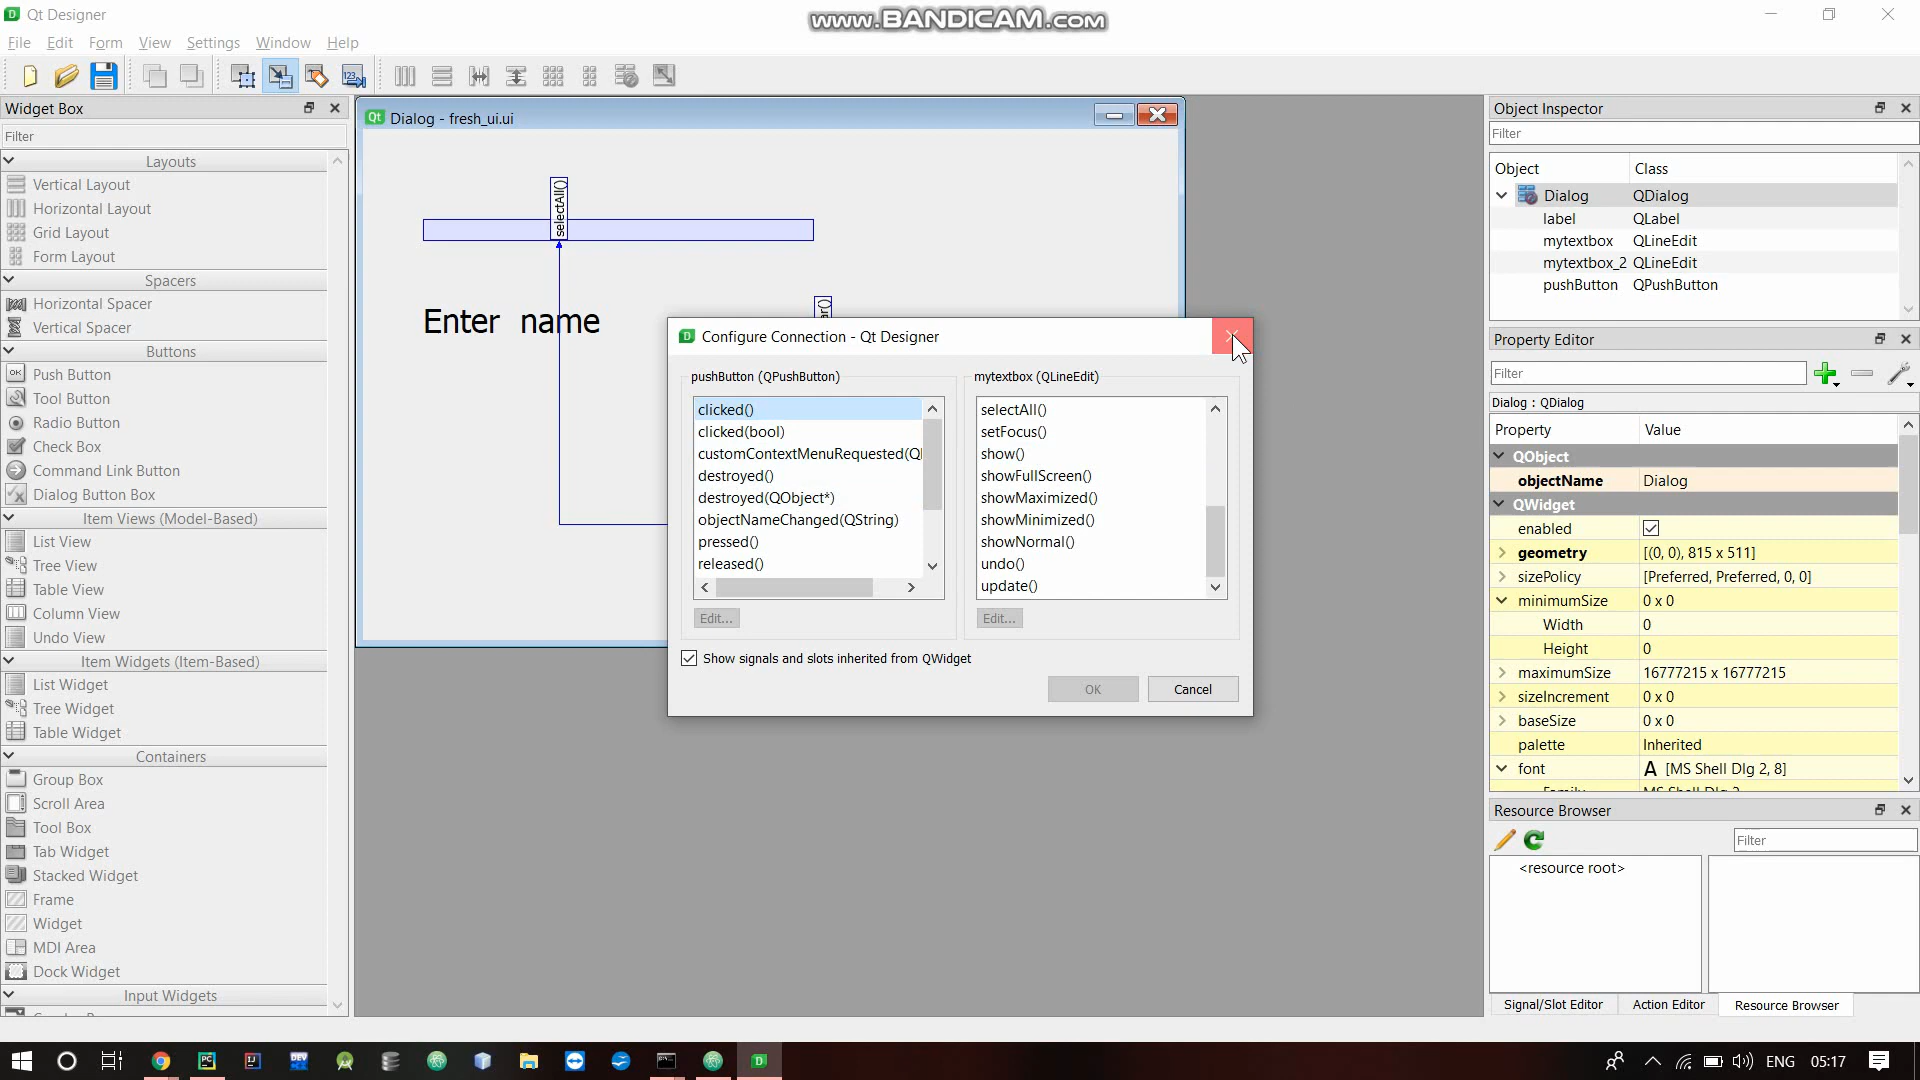 Qt Designer
www.BANDICAM.com
File Edit Form View Settings Window Help
Widget Box
Filter
Layouts
Vertical Layout
Horizontal Layout
Grid Layout
Form Layout
Spacers
Horizontal Spacer
Vertical Spacer
Buttons
Push Button
Tool Button
Radio Button
Check Box
Command Link Button
Dialog Button Box
Item Views (Model-Based)
List View
Tree View
Table View
Column View
Undo View
Item Widgets (Item-Based)
List Widget
Tree Widget
Table Widget
Containers
Group Box
Scroll Area
Tool Box
Tab Widget
Stacked Widget
Frame
Widget
MDI Area
Dock Widget
Input Widgets
Dialog - fresh_ui.ui
selectAll()
Enter name
Configure Connection - Qt Designer
pushButton (QPushButton)
clicked()
clicked(bool)
customContextMenuRequested(Q
destroyed()
destroyed(QObject*)
objectNameChanged(QString)
pressed()
released()
Edit...
mytextbox (QLineEdit)
selectAll()
setFocus()
show()
showFullScreen()
showMaximized()
showMinimized()
showNormal()
undo()
update()
Edit...
Show signals and slots inherited from QWidget
OK Cancel
Object Inspector
Filter
Object Class
Dialog QDialog
label QLabel
mytextbox QLineEdit
mytextbox_2 QLineEdit
pushButton QPushButton
Property Editor
Filter
Dialog : QDialog
Property Value
QObject
objectName Dialog
QWidget
enabled
geometry [(0, 0), 815 x 511]
sizePolicy [Preferred, Preferred, 0, 0]
minimumSize 0 x 0
Width 0
Height 0
maximumSize 16777215 x 16777215
sizeIncrement 0 x 0
baseSize 0 x 0
palette Inherited
font A [MS Shell Dlg 2, 8]
Family MS Shell Dlg 2
Resource Browser
Filter
<resource root>
Signal/Slot Editor Action Editor Resource Browser
ENG 05:17